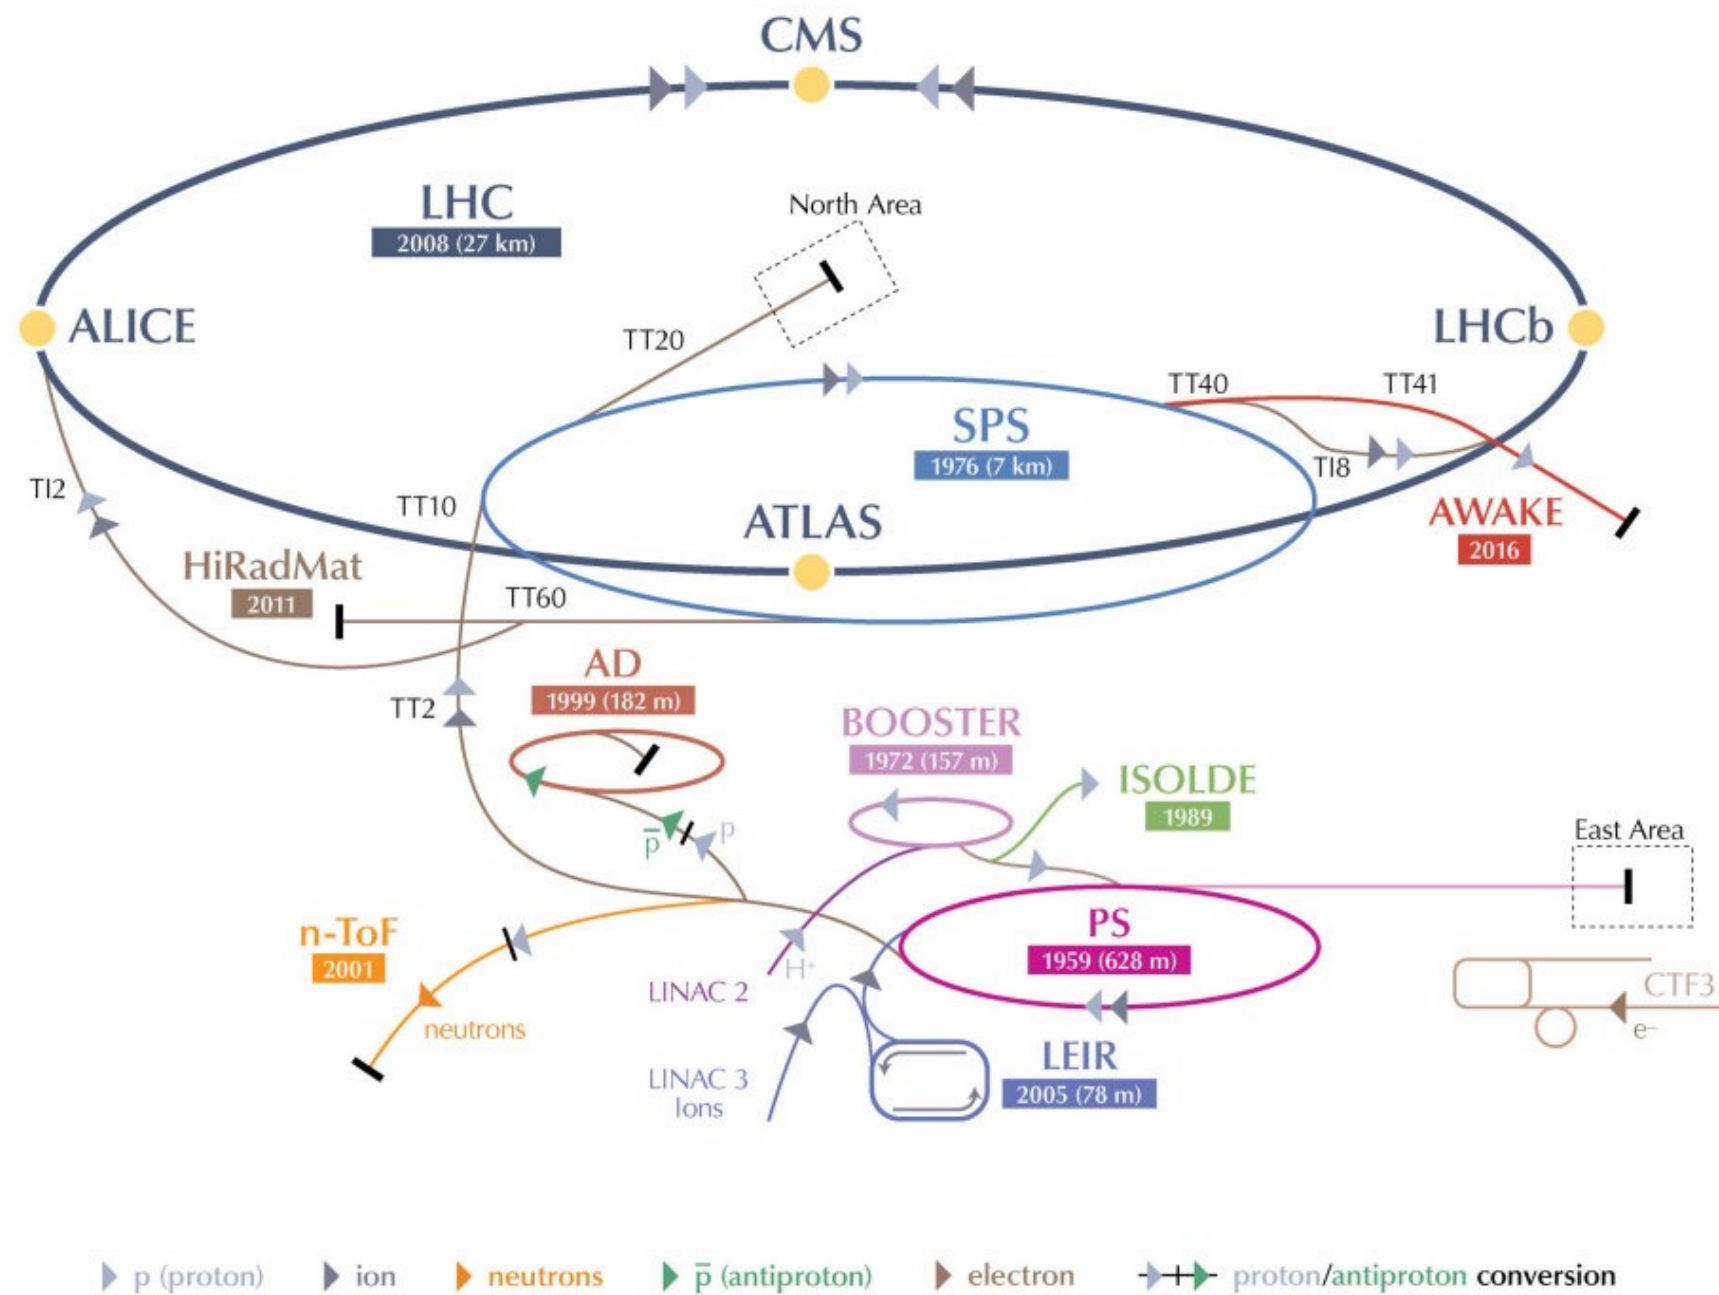 CMS
LHC
2008 (27 km)
North Area
ALICE
LHCb
TT20
TT40
TT41
SPS
1976 (7 km)
TI8
TI2
TT10
ATLAS
AWAKE
2016
HiRadMat
2011
TT60
AD
1999 (182 m)
TT2
BOOSTER
1972 (157 m)
ISOLDE
1989
p
p̅
East Area
n-ToF
2001
PS
1959 (628 m)
H⁺
LINAC 2
CTF3
e⁻
neutrons
LEIR
2005 (78 m)
LINAC 3
Ions
p (proton)
ion
neutrons
p̅ (antiproton)
electron
proton/antiproton conversion